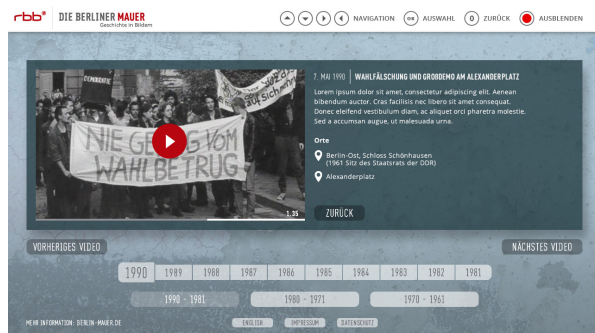 rbb
DIE BERLINER MAUER
Geschichte in Bildern
NAVIGATION
OK
AUSWAHL
0
ZURÜCK
AUSBLENDEN
DEMOKRATIE
NIE GENUG VOM
WAHLBETRUG
1.35
7. MAI 1990
WAHLFÄLSCHUNG UND GROßDEMO AM ALEXANDERPLATZ
Lorem ipsum dolor sit amet, consectetur adipiscing elit. Aenean
bibendum auctor. Cras facilisis nec libero sit amet consequat.
Donec eleifend vestibulum diam, ac aliquet orci pharetra molestie.
Sed a accumsan augue, ut malesuada urna.
Orte
Berlin-Ost, Schloss Schönhausen
(1961 Sitz des Staatsrats der DDR)
Alexanderplatz
ZURÜCK
VORHERIGES VIDEO
NÄCHSTES VIDEO
1990 1989 1988 1987 1986 1985 1984 1983 1982 1981
1990 - 1981
1980 - 1971
1970 - 1961
MEHR INFORMATION: BERLIN-MAUER.DE
ENGLISH
IMPRESSUM
DATENSCHUTZ